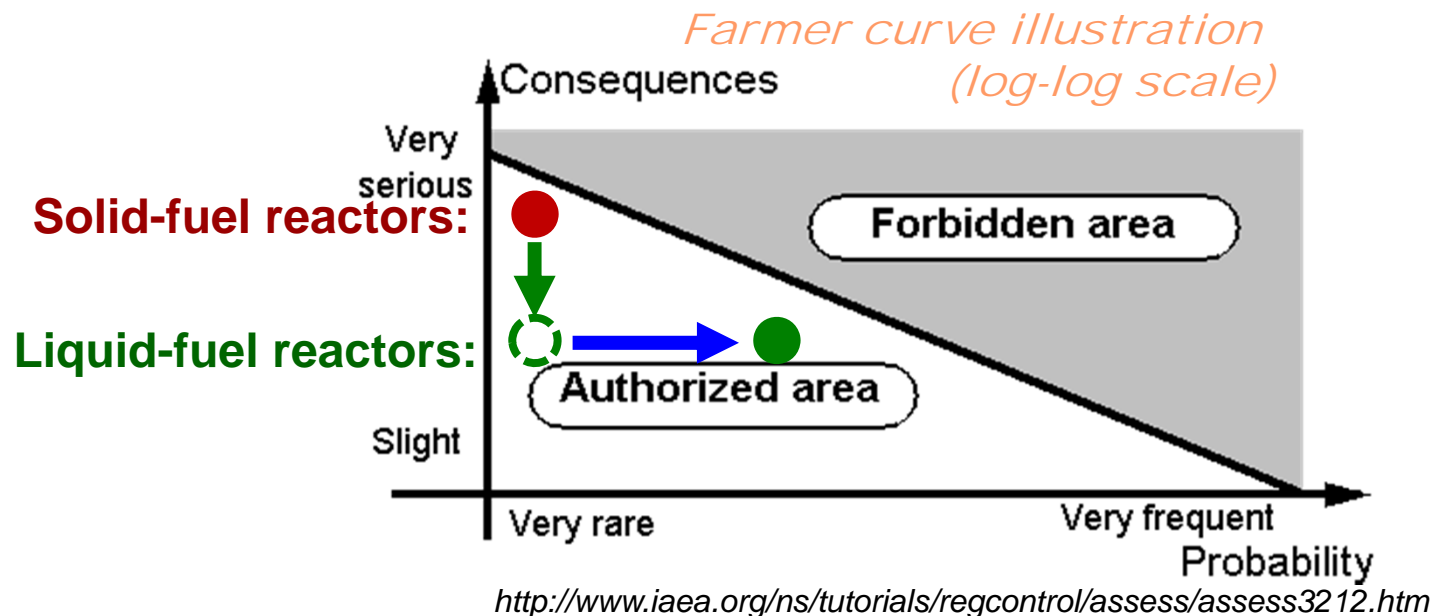 Farmer curve illustration
(log-log scale)
Consequences
Very
serious
Solid-fuel reactors:
Forbidden area
Liquid-fuel reactors:
Authorized area
Slight
Very rare
Very frequent
Probability
http://www.iaea.org/ns/tutorials/regcontrol/assess/assess3212.htm